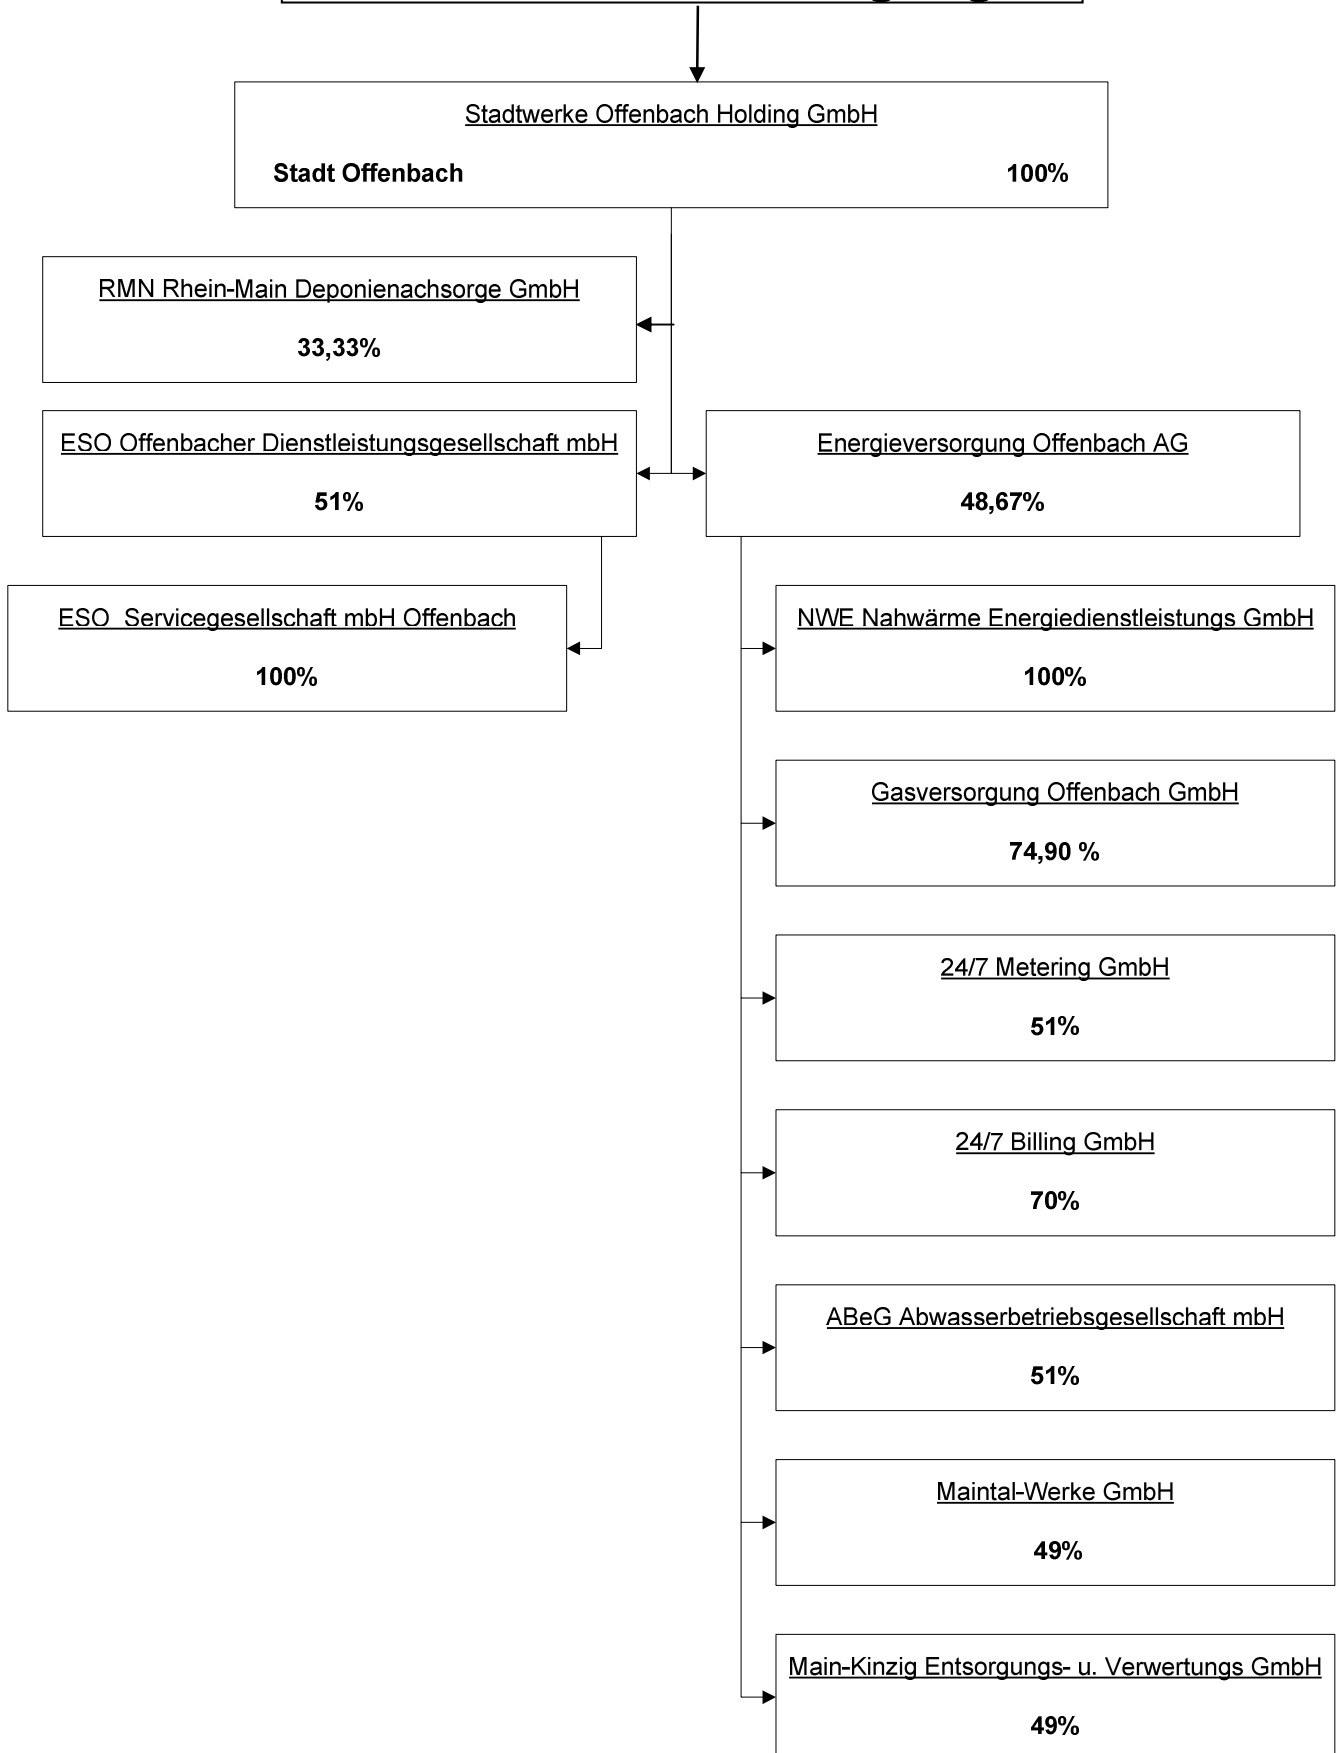 Stadtwerke Offenbach Holding GmbH
Stadt Offenbach 100%
RMN Rhein-Main Deponienachsorge GmbH
33,33%
ESO Offenbacher Dienstleistungsgesellschaft mbH
51%
Energieversorgung Offenbach AG
48,67%
ESO Servicegesellschaft mbH Offenbach
100%
NWE Nahwärme Energiedienstleistungs GmbH
100%
Gasversorgung Offenbach GmbH
74,90 %
24/7 Metering GmbH
51%
24/7 Billing GmbH
70%
ABeG Abwasserbetriebsgesellschaft mbH
51%
Maintal-Werke GmbH
49%
Main-Kinzig Entsorgungs- u. Verwertungs GmbH
49%